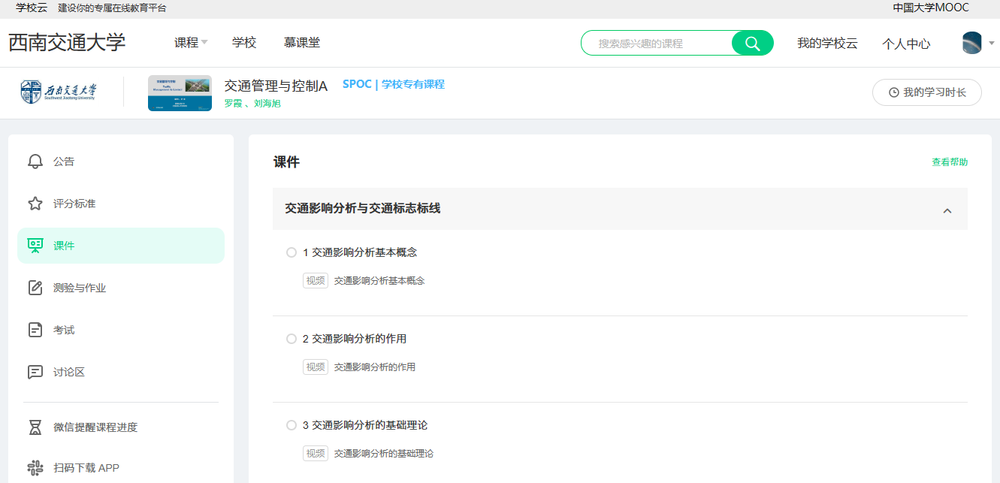 学校云 建设你的专属在线教育平台 中国大学MOOC
西南交通大学 课程 学校 慕课堂 搜索感兴趣的课程 我的学校云 个人中心
西南交通大学
Southwest Jiaotong University
交通管理与控制A SPOC | 学校专有课程
罗霞 、刘海旭
我的学习时长
公告
评分标准
课件
测验与作业
考试
讨论区
微信提醒课程进度
扫码下载 APP
课件 查看帮助
交通影响分析与交通标志标线
1 交通影响分析基本概念
视频 交通影响分析基本概念
2 交通影响分析的作用
视频 交通影响分析的作用
3 交通影响分析的基础理论
视频 交通影响分析的基础理论